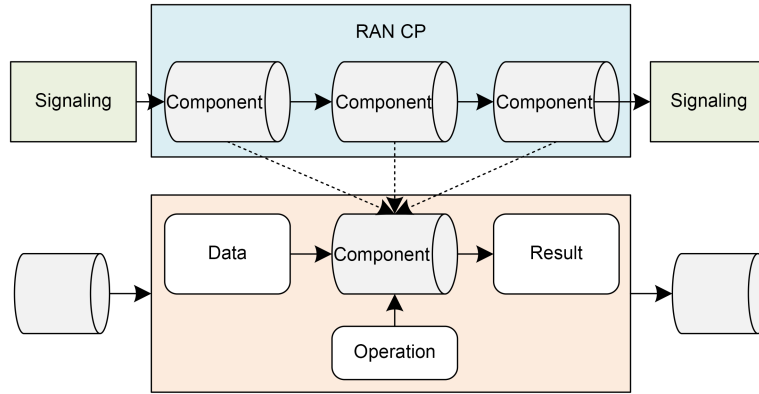 RAN CP
Signaling
Component
Component
Component
Signaling
Data
Component
Result
Operation